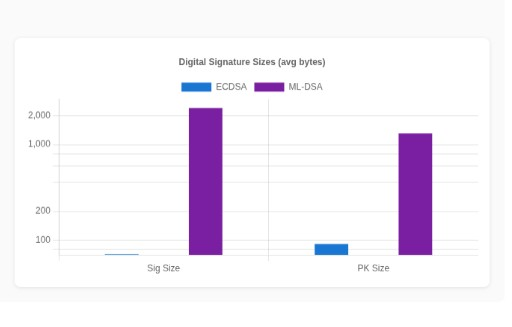 Digital Signature Sizes (avg bytes)
ECDSA ML-DSA
2,000
1,000
200
100
Sig Size PK Size